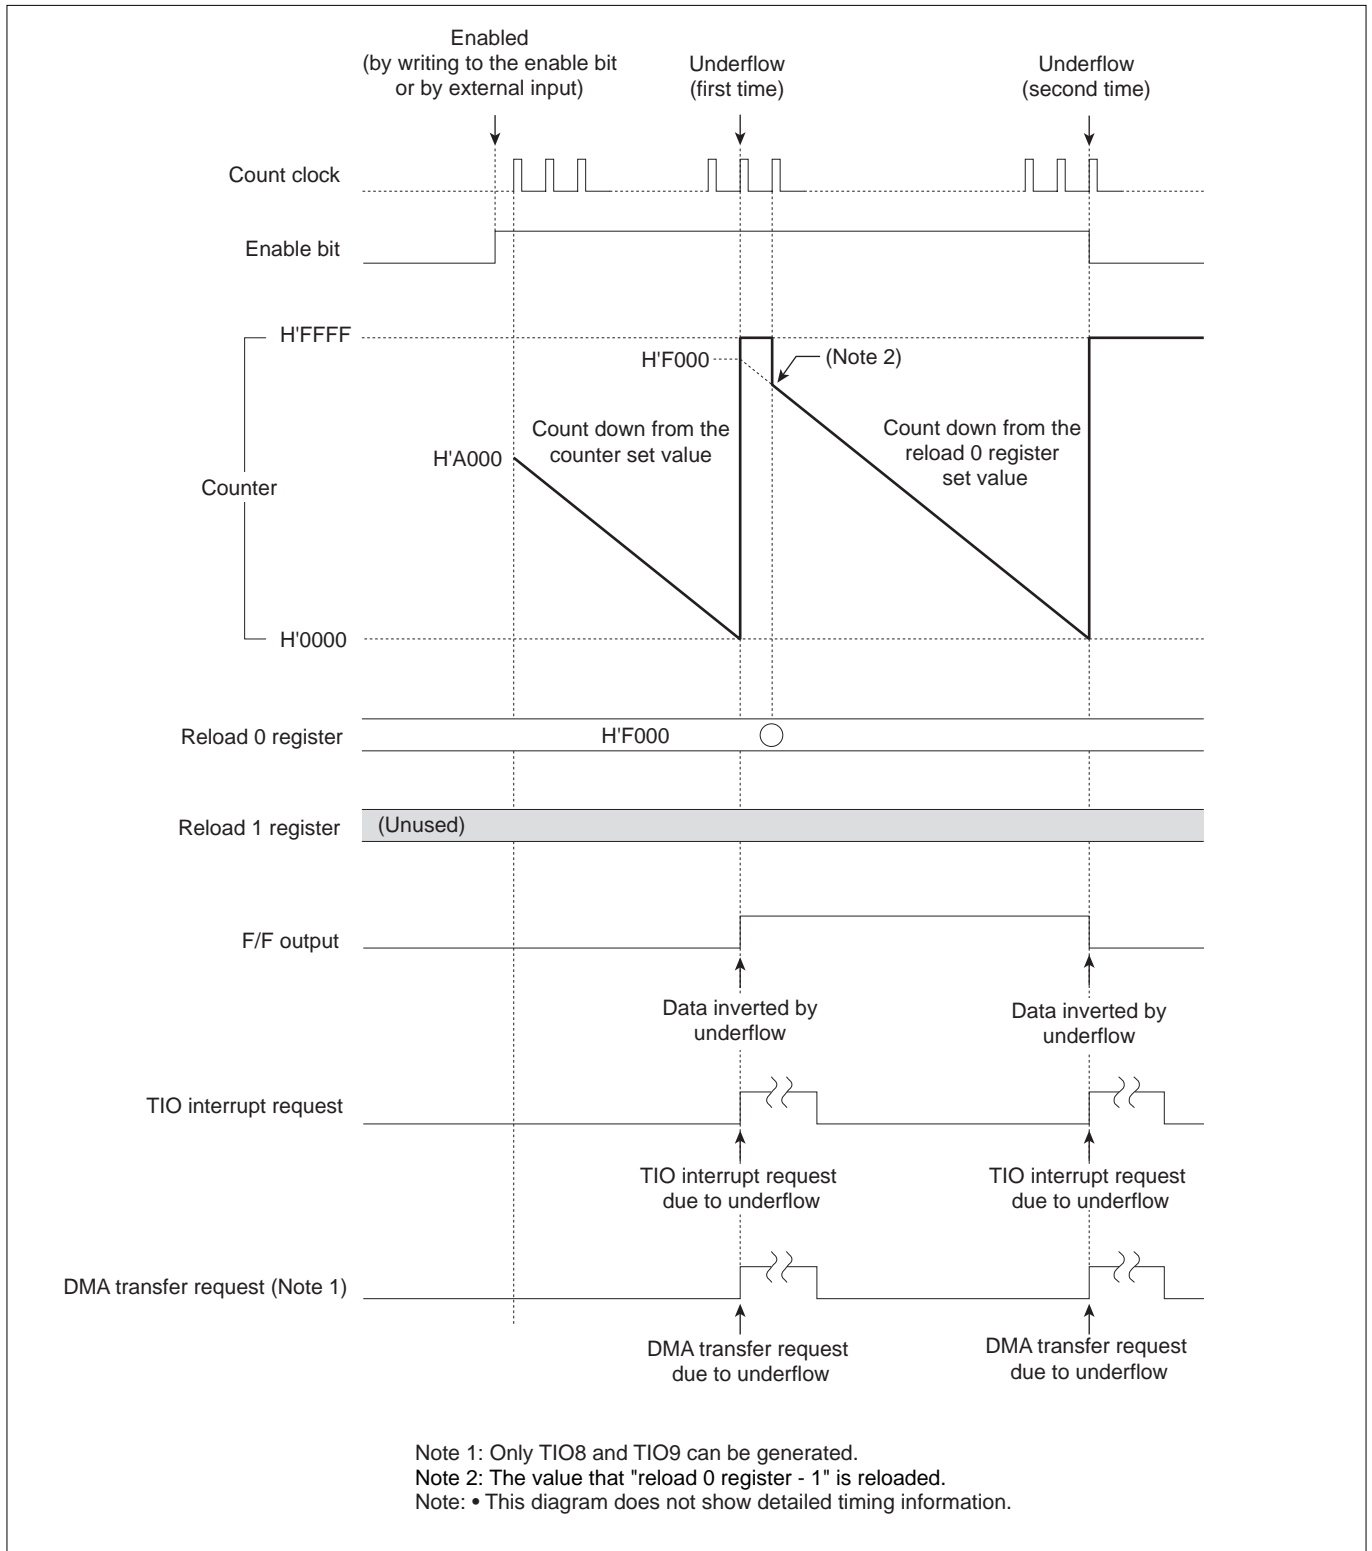 Enabled
(by writing to the enable bit
or by external input)
Underflow
(first time)
Underflow
(second time)
Count clock
Enable bit
H'FFFF
H'F000
(Note 2)
Count down from the
counter set value
Count down from the
reload 0 register
set value
H'A000
Counter
H'0000
Reload 0 register
H'F000
Reload 1 register
(Unused)
F/F output
Data inverted by
underflow
Data inverted by
underflow
TIO interrupt request
TIO interrupt request
due to underflow
TIO interrupt request
due to underflow
DMA transfer request (Note 1)
DMA transfer request
due to underflow
DMA transfer request
due to underflow
Note 1: Only TIO8 and TIO9 can be generated.
Note 2: The value that "reload 0 register - 1" is reloaded.
Note: • This diagram does not show detailed timing information.